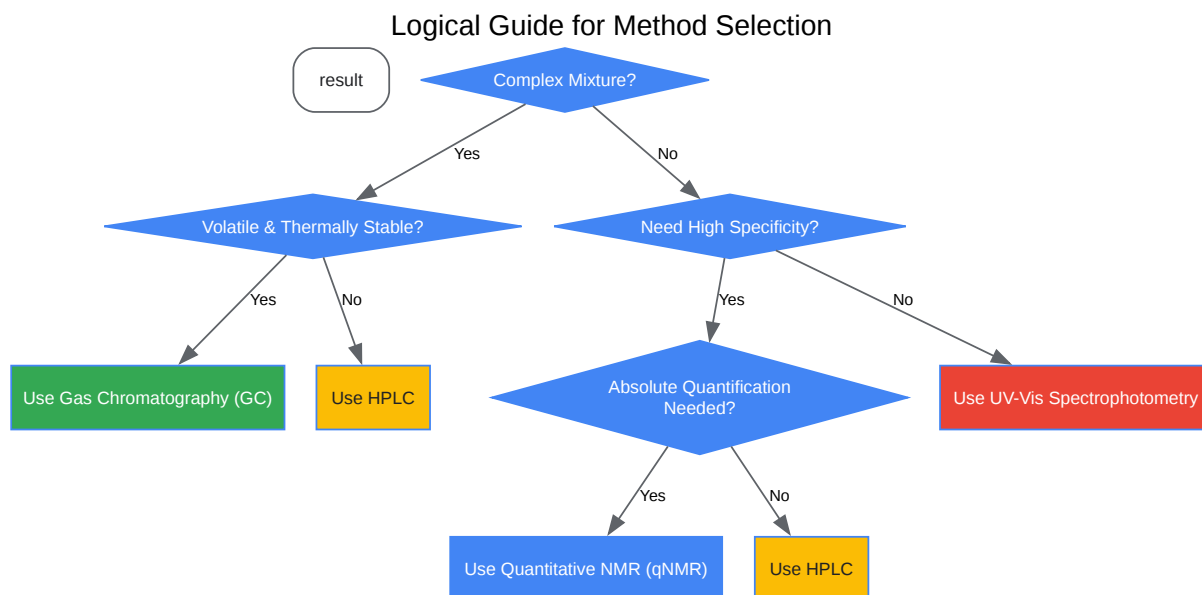 Logical Guide for Method Selection
result
Complex Mixture?
Yes
No
Volatile & Thermally Stable?
Need High Specificity?
Yes
No
Yes
No
Use Gas Chromatography (GC)
Use HPLC
Absolute Quantification
Needed?
Use UV-Vis Spectrophotometry
Yes
No
Use Quantitative NMR (qNMR)
Use HPLC